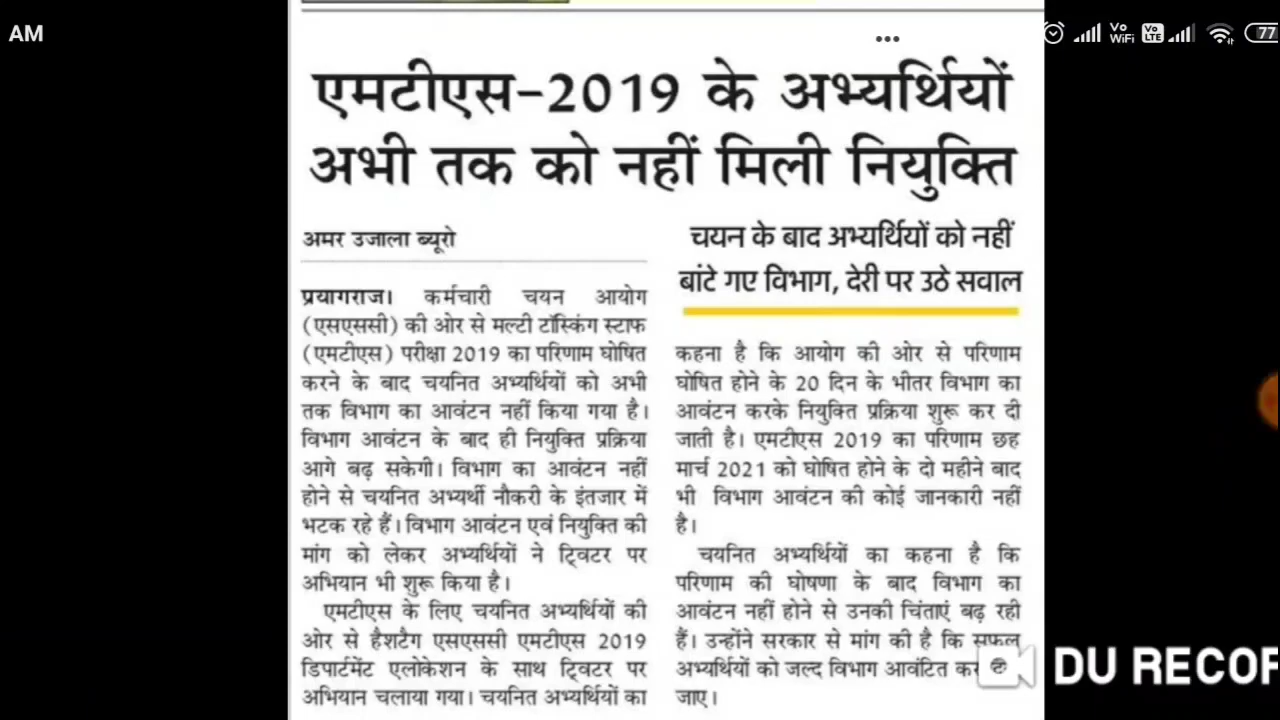 AM
Vo WiFi
Vo LTE
77
एमटीएस-2019 के अभ्यर्थियों
अभी तक को नहीं मिली नियुक्ति
अमर उजाला ब्यूरो
प्रयागराज। कर्मचारी चयन आयोग
(एसएससी) की ओर से मल्टी टॉस्किंग स्टाफ
(एमटीएस) परीक्षा 2019 का परिणाम घोषित
करने के बाद चयनित अभ्यर्थियों को अभी
तक विभाग का आवंटन नहीं किया गया है।
विभाग आवंटन के बाद ही नियुक्ति प्रक्रिया
आगे बढ़ सकेगी। विभाग का आवंटन नहीं
होने से चयनित अभ्यर्थी नौकरी के इंतजार में
भटक रहे हैं। विभाग आवंटन एवं नियुक्ति की
मांग को लेकर अभ्यर्थियों ने ट्विटर पर
अभियान भी शुरू किया है।
एमटीएस के लिए चयनित अभ्यर्थियों की
ओर से हैशटैग एसएससी एमटीएस 2019
डिपार्टमेंट एलोकेशन के साथ ट्विटर पर
अभियान चलाया गया। चयनित अभ्यर्थियों का
चयन के बाद अभ्यर्थियों को नहीं
बांटे गए विभाग, देरी पर उठे सवाल
कहना है कि आयोग की ओर से परिणाम
घोषित होने के 20 दिन के भीतर विभाग का
आवंटन करके नियुक्ति प्रक्रिया शुरू कर दी
जाती है। एमटीएस 2019 का परिणाम छह
मार्च 2021 को घोषित होने के दो महीने बाद
भी विभाग आवंटन की कोई जानकारी नहीं
है।
चयनित अभ्यर्थियों का कहना है कि
परिणाम की घोषणा के बाद विभाग का
आवंटन नहीं होने से उनकी चिंताएं बढ़ रही
हैं। उन्होंने सरकार से मांग की है कि सफल
अभ्यर्थियों को जल्द विभाग आवंटित कर
जाए।
DU RECOR